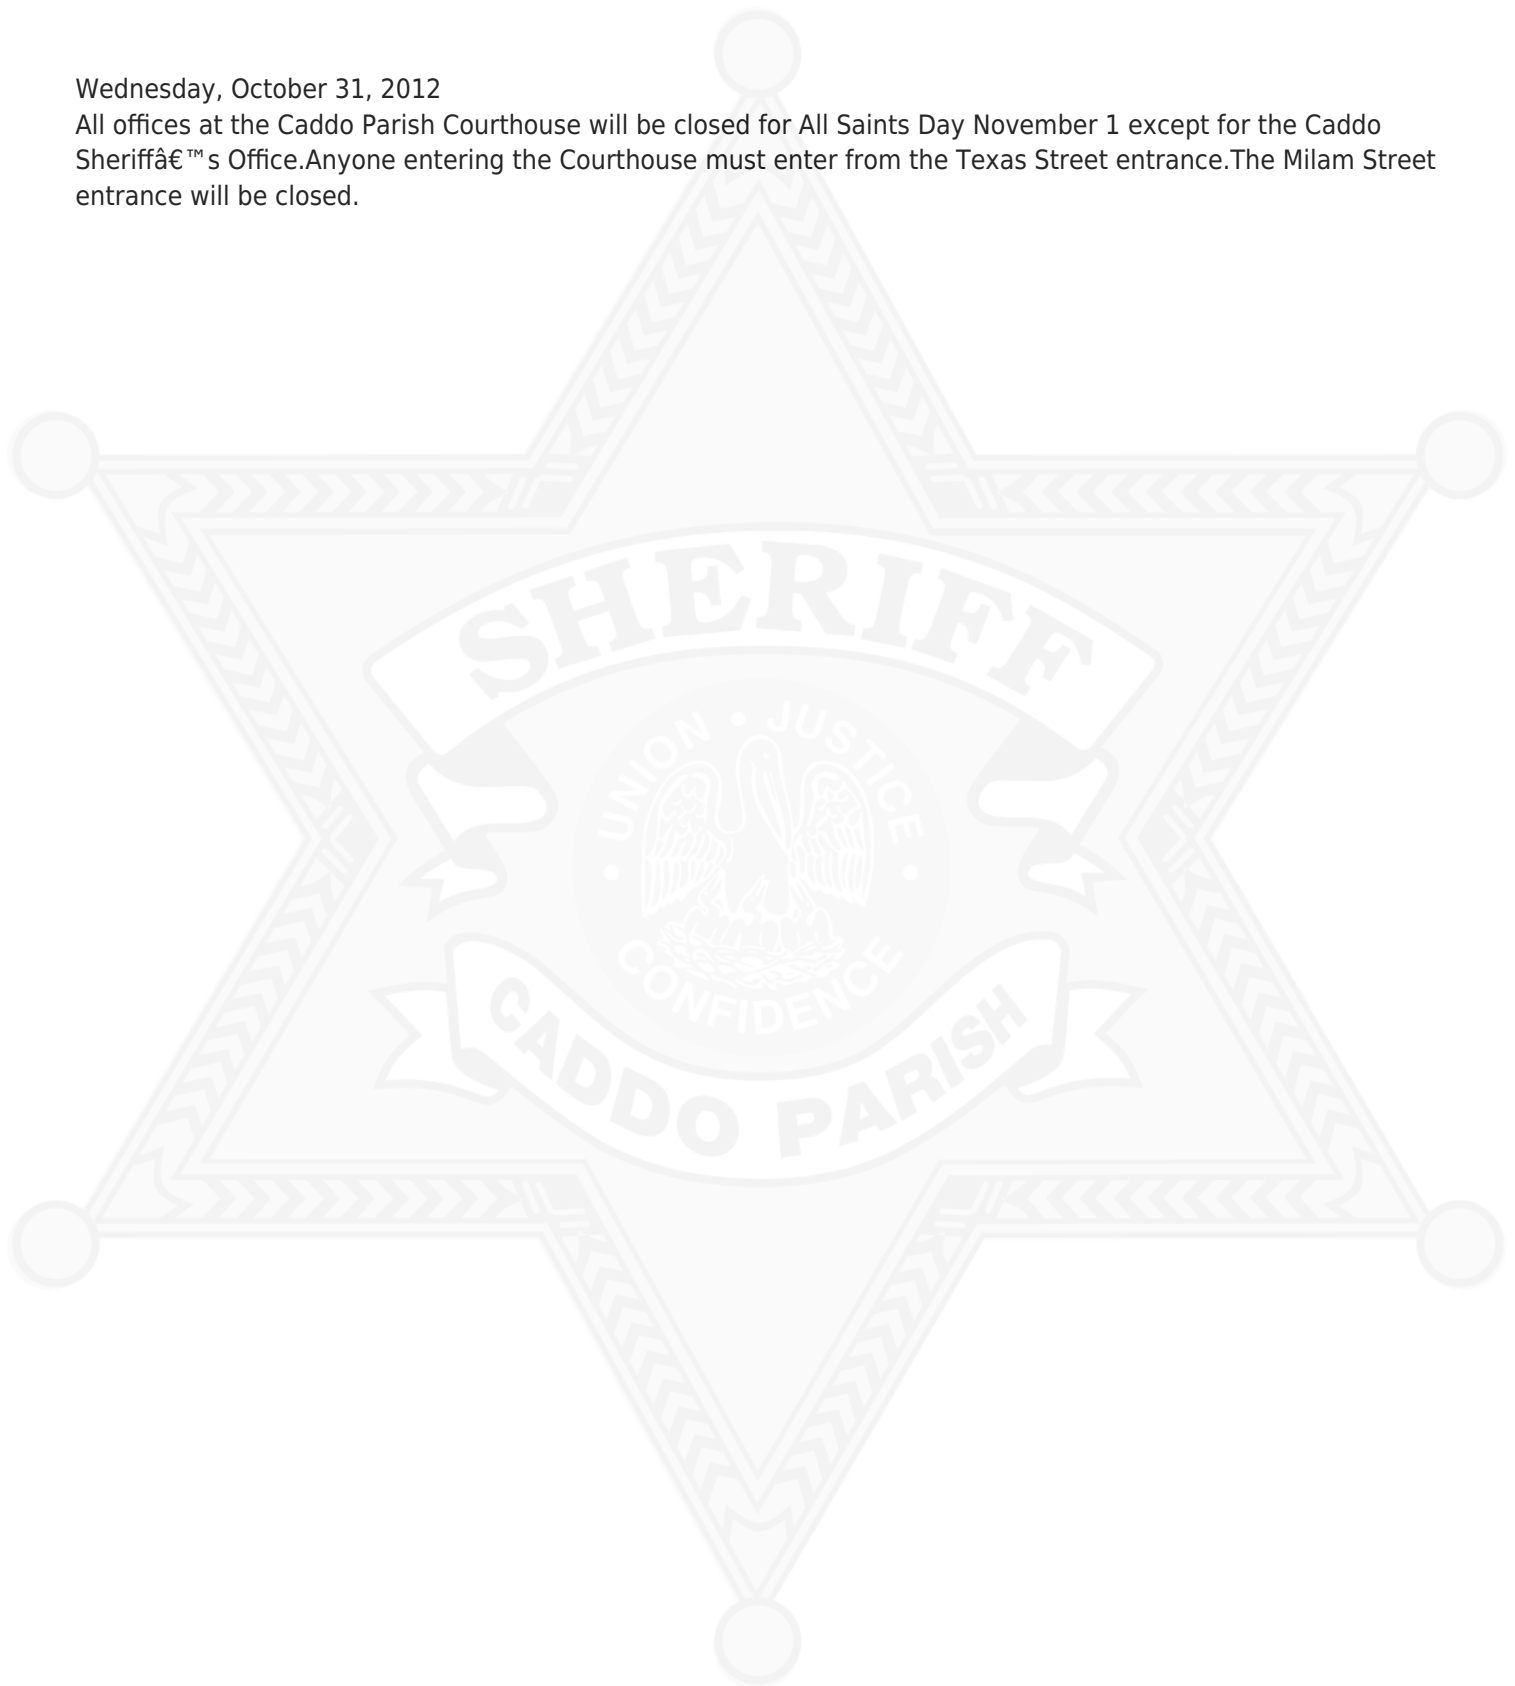 Wednesday, October 31, 2012
All offices at the Caddo Parish Courthouse will be closed for All Saints Day November 1 except for the Caddo
Sheriffâ€™s Office.Anyone entering the Courthouse must enter from the Texas Street entrance.The Milam Street
entrance will be closed.
SHERIFF
UNION • JUSTICE •
• CONFIDENCE
CADDO PARISH